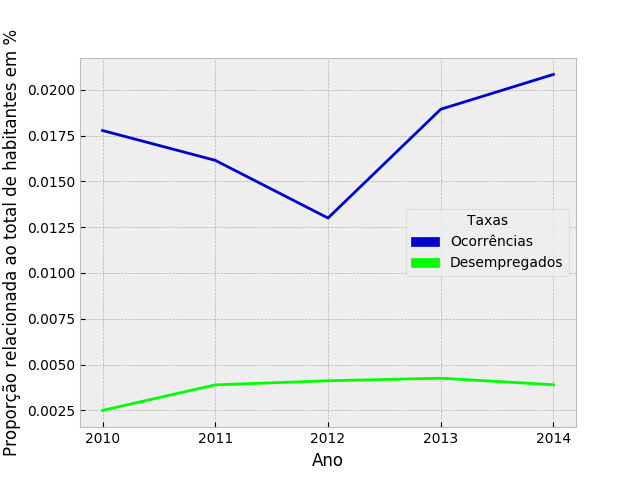 Proporção relacionada ao total de habitantes em %
0.0200
0.0175
0.0150
0.0125
0.0100
0.0075
0.0050
0.0025
Taxas
Ocorrências
Desempregados
2010 2011 2012 2013 2014
Ano